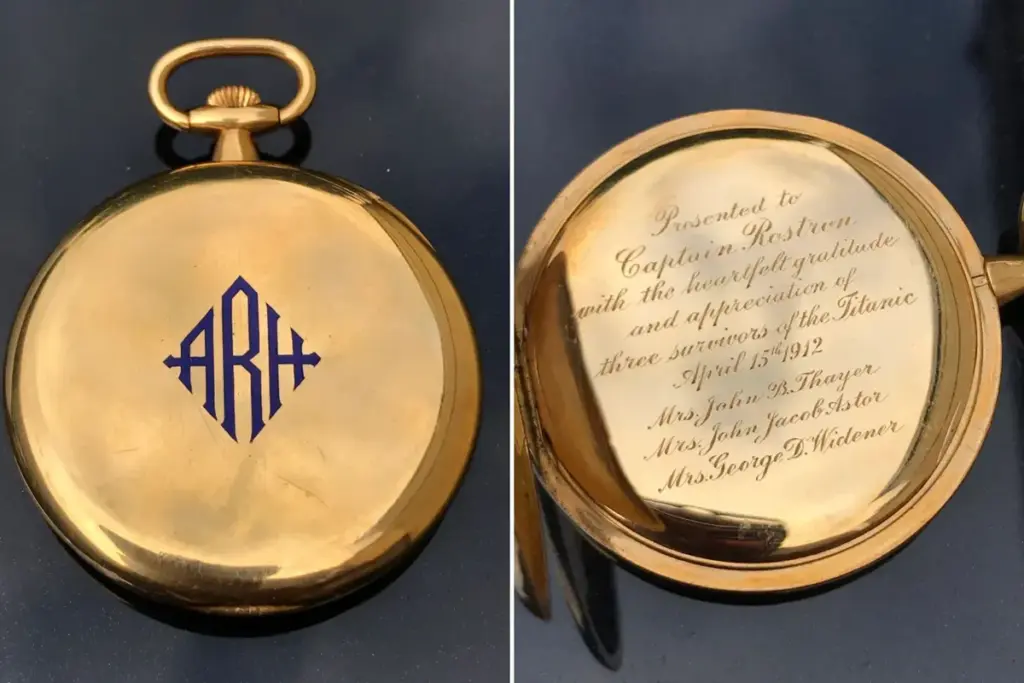 ARH
Presented to
Captain Rostron
with the heartfelt gratitude
and appreciation of
three survivors of the Titanic
April 15th 1912
Mrs. John B. Thayer
Mrs. John Jacob Astor
Mrs. George D. Widener